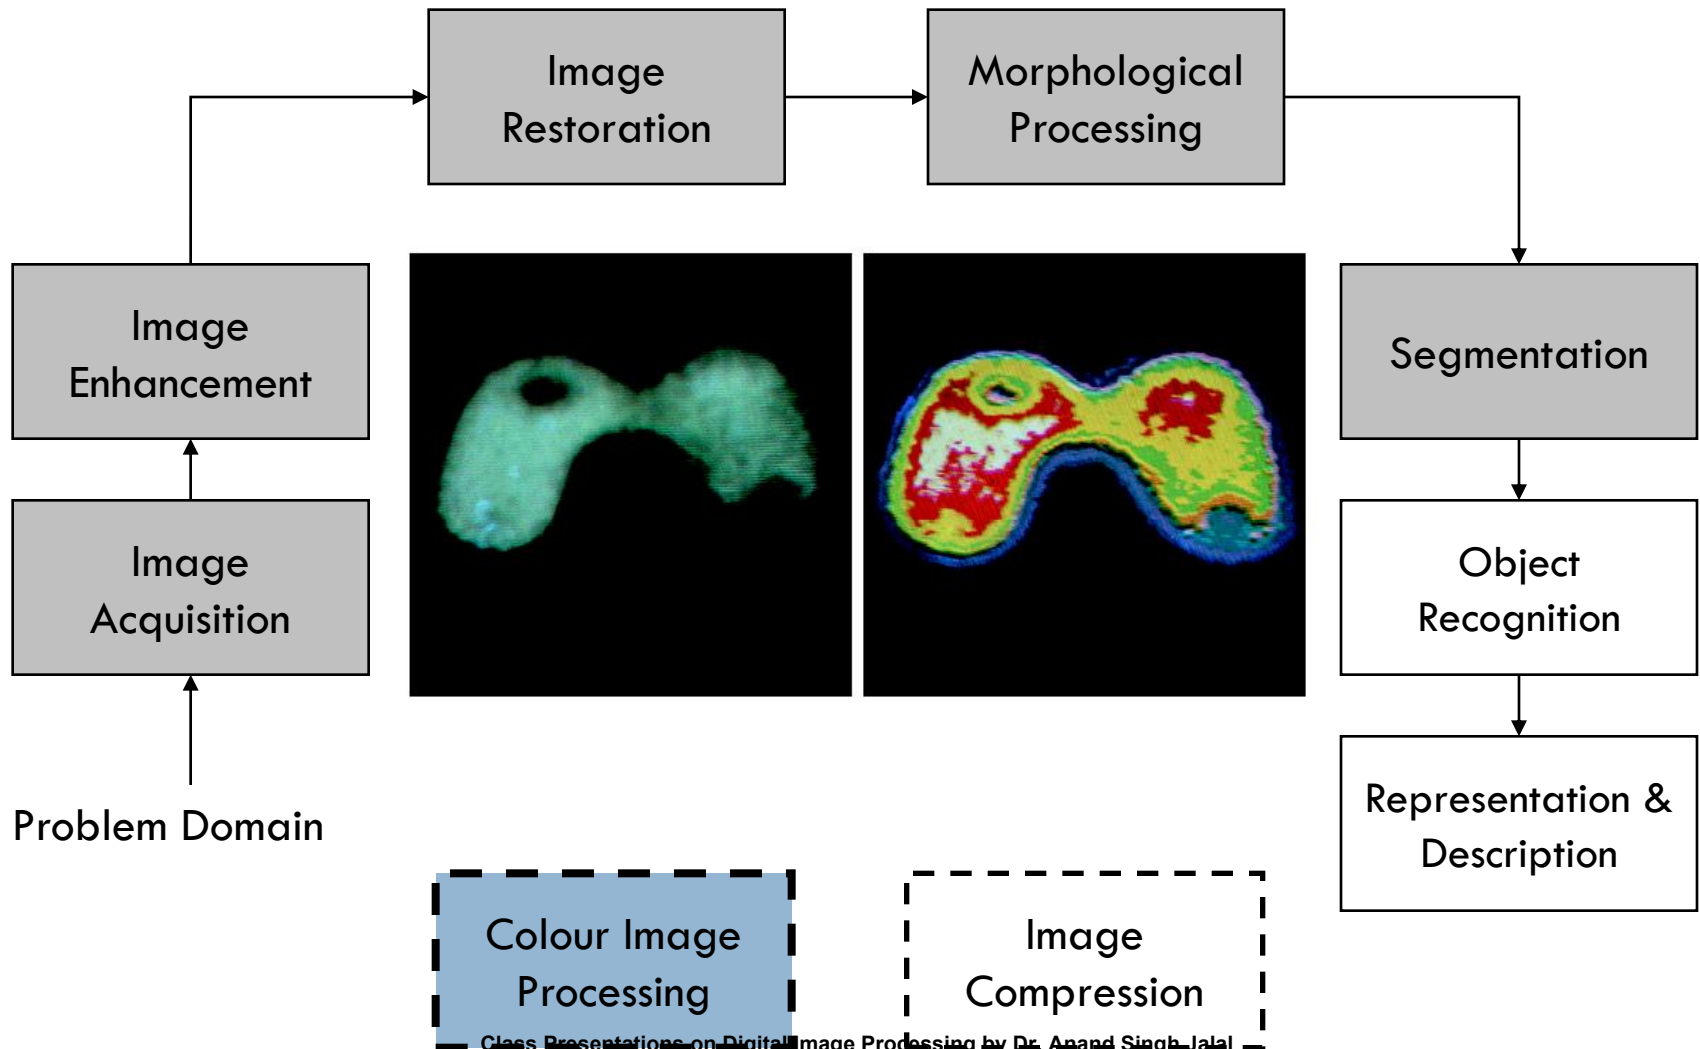 Image
Restoration
Morphological
Processing
Image
Enhancement
Segmentation
Image
Acquisition
Object
Recognition
Problem Domain
Representation &
Description
Colour Image
Processing
Image
Compression
Class Presentations on Digital Image Processing by Dr. Anand Singh Jalal